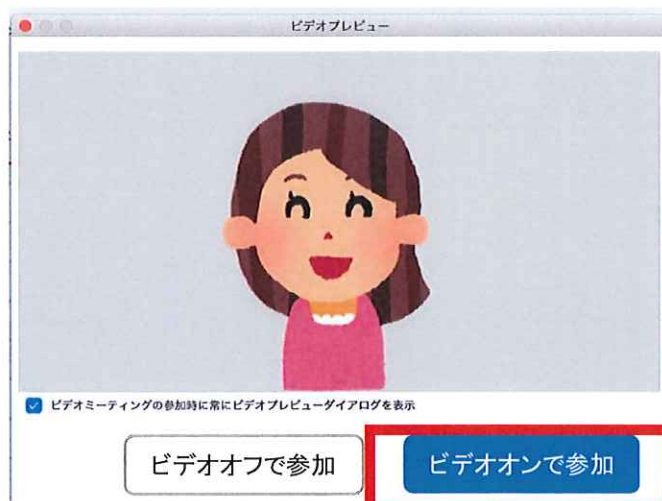 ビデオプレビュー
ビデオミーティングの参加時に常にビデオプレビューダイアログを表示
ビデオオフで参加
ビデオオンで参加